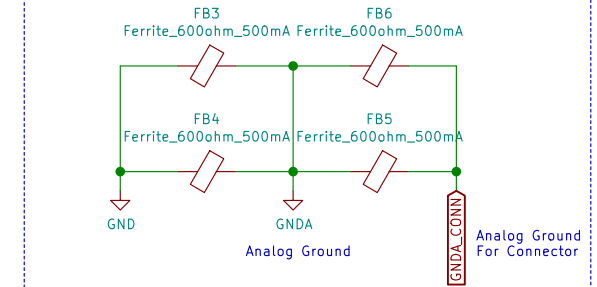 FB3
Ferrite_600ohm_500mA
FB6
Ferrite_600ohm_500mA
FB4
Ferrite_600ohm_500mA
FB5
Ferrite_600ohm_500mA
GND
GNDA
GNDA_CONN
Analog Ground
Analog Ground
For Connector